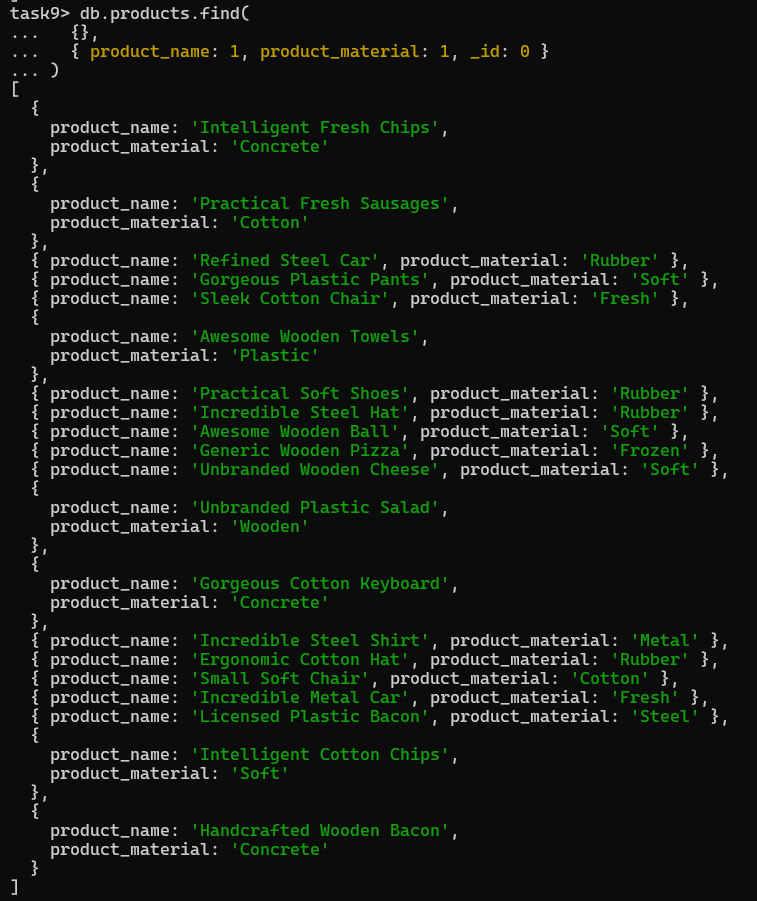 task9> db.products.find(
...   {},
...   { product_name: 1, product_material: 1, _id: 0 }
... )
[
  {
    product_name: 'Intelligent Fresh Chips',
    product_material: 'Concrete'
  },
  {
    product_name: 'Practical Fresh Sausages',
    product_material: 'Cotton'
  },
  { product_name: 'Refined Steel Car', product_material: 'Rubber' },
  { product_name: 'Gorgeous Plastic Pants', product_material: 'Soft' },
  { product_name: 'Sleek Cotton Chair', product_material: 'Fresh' },
  {
    product_name: 'Awesome Wooden Towels',
    product_material: 'Plastic'
  },
  { product_name: 'Practical Soft Shoes', product_material: 'Rubber' },
  { product_name: 'Incredible Steel Hat', product_material: 'Rubber' },
  { product_name: 'Awesome Wooden Ball', product_material: 'Soft' },
  { product_name: 'Generic Wooden Pizza', product_material: 'Frozen' },
  { product_name: 'Unbranded Wooden Cheese', product_material: 'Soft' },
  {
    product_name: 'Unbranded Plastic Salad',
    product_material: 'Wooden'
  },
  {
    product_name: 'Gorgeous Cotton Keyboard',
    product_material: 'Concrete'
  },
  { product_name: 'Incredible Steel Shirt', product_material: 'Metal' },
  { product_name: 'Ergonomic Cotton Hat', product_material: 'Rubber' },
  { product_name: 'Small Soft Chair', product_material: 'Cotton' },
  { product_name: 'Incredible Metal Car', product_material: 'Fresh' },
  { product_name: 'Licensed Plastic Bacon', product_material: 'Steel' },
  {
    product_name: 'Intelligent Cotton Chips',
    product_material: 'Soft'
  },
  {
    product_name: 'Handcrafted Wooden Bacon',
    product_material: 'Concrete'
  }
]